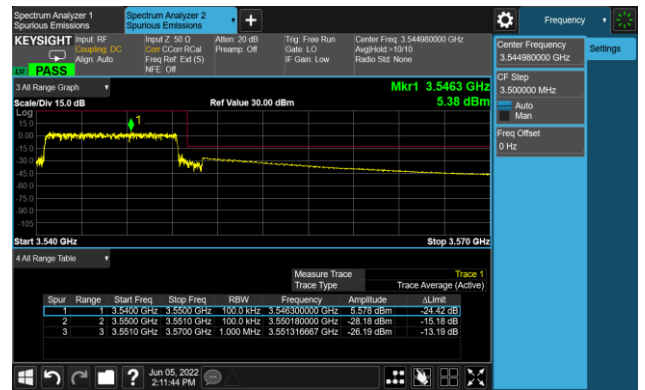 Spectrum Analyzer 1
Spurious Emissions
Spectrum Analyzer 2
Spurious Emissions
Frequency
KEYSIGHT
Input: RF
Coupling: DC
Align: Auto
Input Z: 50 Ω
Corr CCorr RCal
Freq Ref: Ext (S)
NFE: Off
Atten: 20 dB
Preamp: Off
Trig: Free Run
Gate: LO
IF Gain: Low
Center Freq: 3.544980000 GHz
Avg|Hold:>10/10
Radio Std: None
PASS
Center Frequency
3.544980000 GHz
Settings
CF Step
3.500000 MHz
Auto
Man
Freq Offset
0 Hz
3 All Range Graph
Mkr1 3.5463 GHz
Scale/Div 15.0 dB
Ref Value 30.00 dBm
5.38 dBm
Log
15.0
0.00
-15.0
-30.0
-45.0
-60.0
-75.0
-90.0
-105
1
Start 3.540 GHz
Stop 3.570 GHz
4 All Range Table
Measure Trace Trace 1
Trace Type Trace Average (Active)
Spur Range Start Freq Stop Freq RBW Frequency Amplitude ΔLimit
1 1 3.5400 GHz 3.5500 GHz 100.0 kHz 3.546300000 GHz 5.578 dBm -24.42 dB
2 2 3.5500 GHz 3.5510 GHz 100.0 kHz 3.550180000 GHz -28.18 dBm -15.18 dB
3 3 3.5510 GHz 3.5700 GHz 1.000 MHz 3.551316667 GHz -26.19 dBm -13.19 dB
Jun 05, 2022
2:11:44 PM